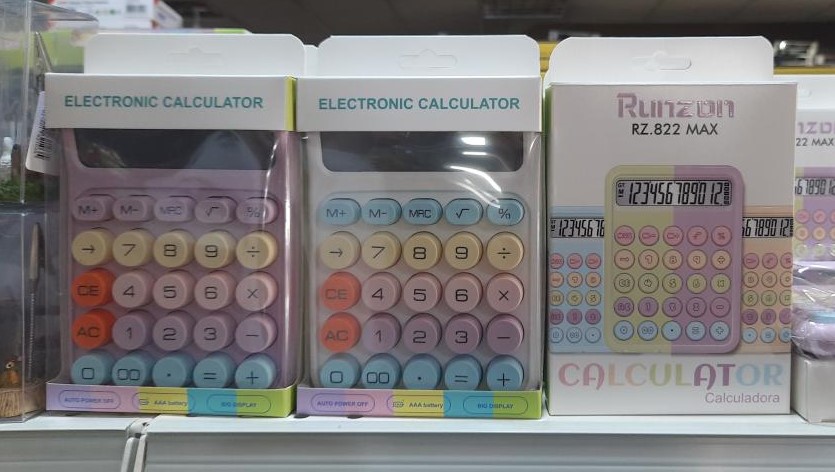 ELECTRONIC CALCULATOR
M+ M- MRC √ %
→ 7 8 9 ÷
CE 4 5 6 ×
AC 1 2 3 −
0 00 · = +
AUTO POWER OFF AAA battery BIG DISPLAY
ELECTRONIC CALCULATOR
M+ M- MRC √ %
→ 7 8 9 ÷
CE 4 5 6 ×
AC 1 2 3 −
0 00 · = +
AUTO POWER OFF AAA battery BIG DISPLAY
Runzon
RZ.822 MAX
123456789012
CALCULATOR
Calculadora
22 MAX